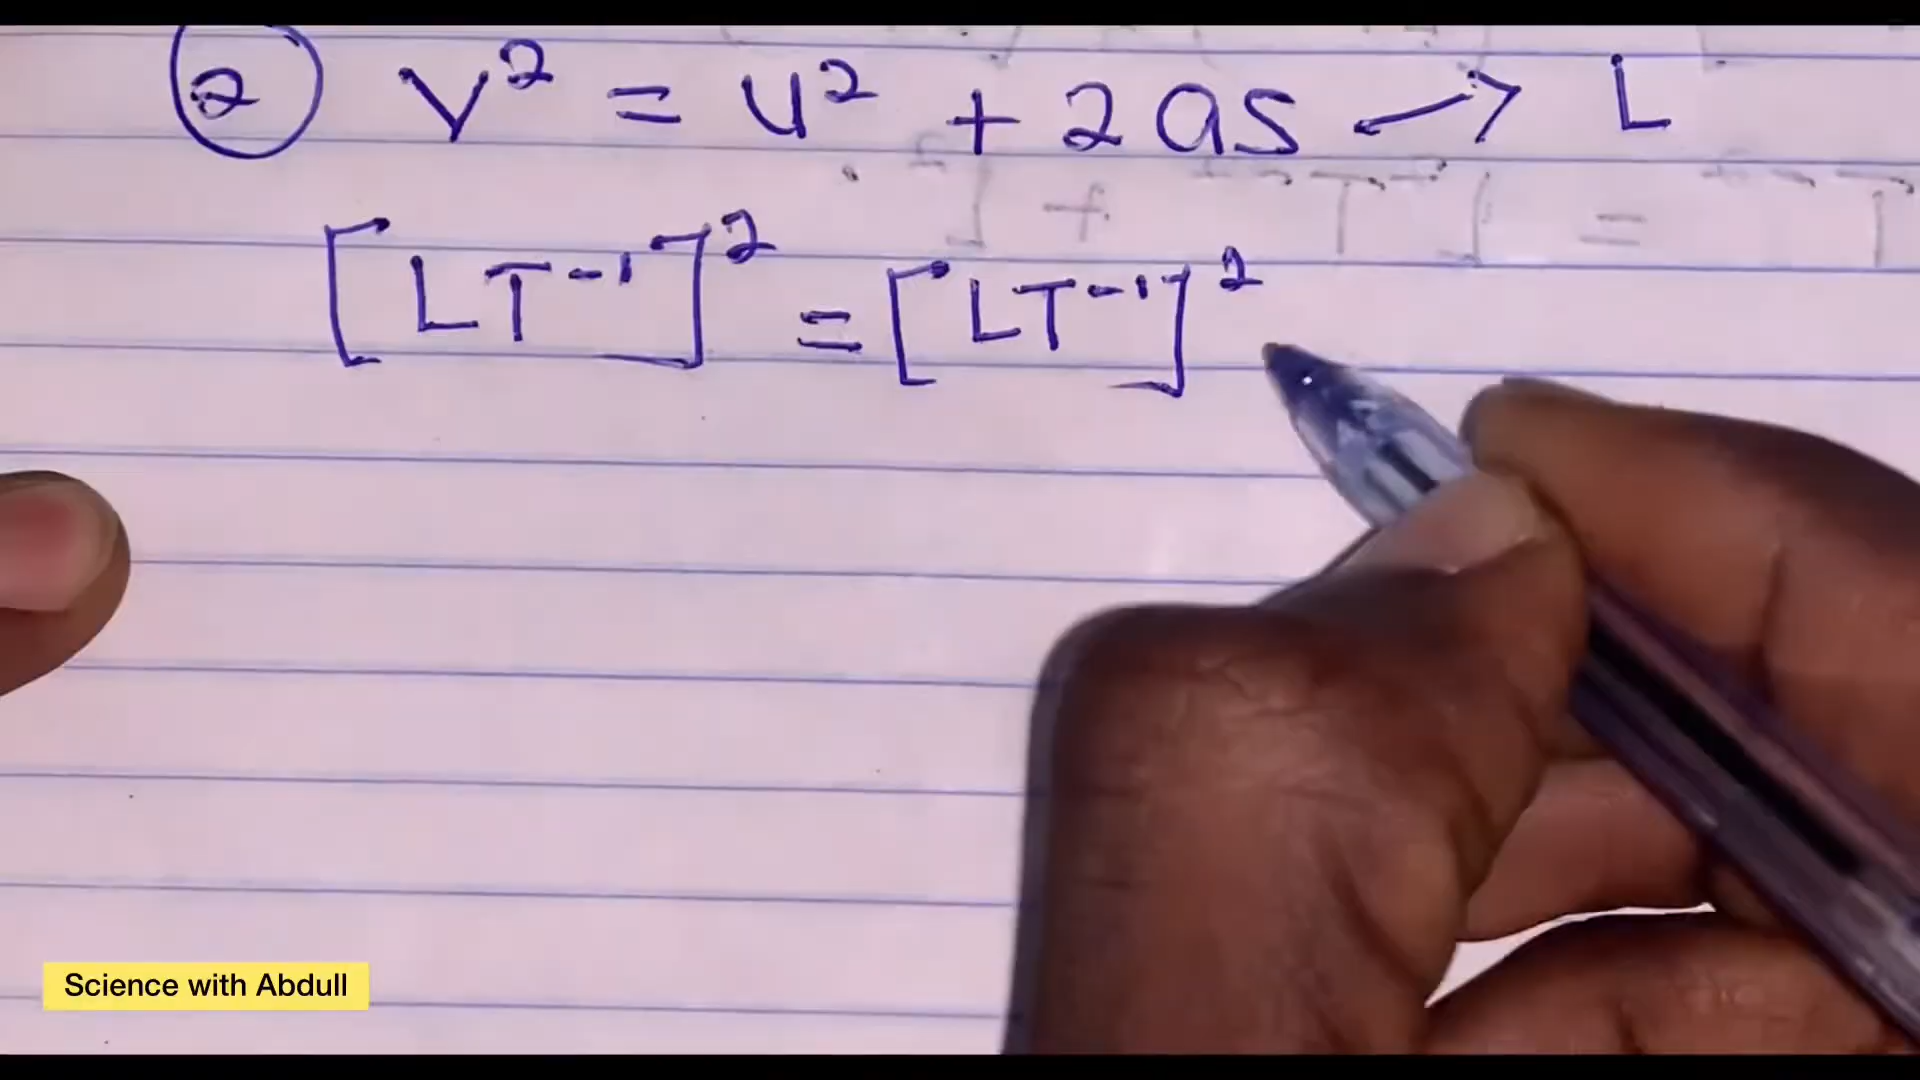 ② v² = u² + 2as → L
[LT⁻¹]² = [LT⁻¹]²
Science with Abdull